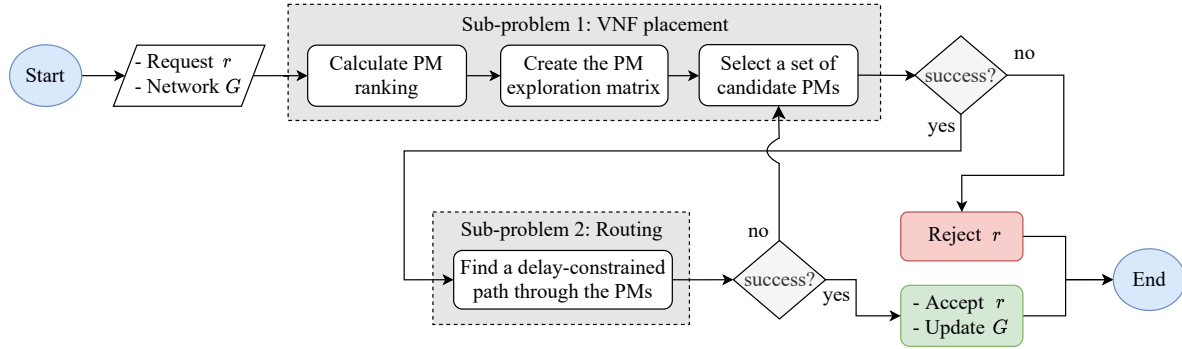 Sub-problem 1: VNF placement
Start
- Request r
- Network G
Calculate PM
ranking
Create the PM
exploration matrix
Select a set of
candidate PMs
success?
no
yes
Sub-problem 2: Routing
Find a delay-constrained
path through the PMs
no
success?
yes
Reject r
- Accept r
- Update G
End